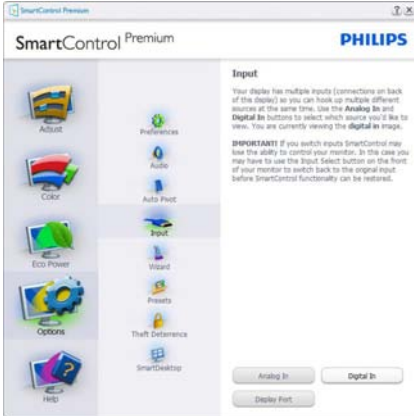 SmartControl Premium
SmartControl Premium
PHILIPS
Adjust
Color
Eco Power
Options
Help
Preferences
Audio
Auto Pivot
Input
Wizard
Presets
Theft Deterrence
SmartDesktop
Input
Your display has multiple inputs (connections on back
of the display) so you can hook up multiple different
sources at the same time. Use the Analog In and
Digital In buttons to select which source you'd like to
view. You are currently viewing the digital in image.
IMPORTANT! If you switch inputs SmartControl may
lose the ability to control your monitor. In this case you
may have to use the Input Select button on the front
of your monitor to switch back to the original input
before SmartControl functionality can be restored.
Analog In
Digital In
Display Port